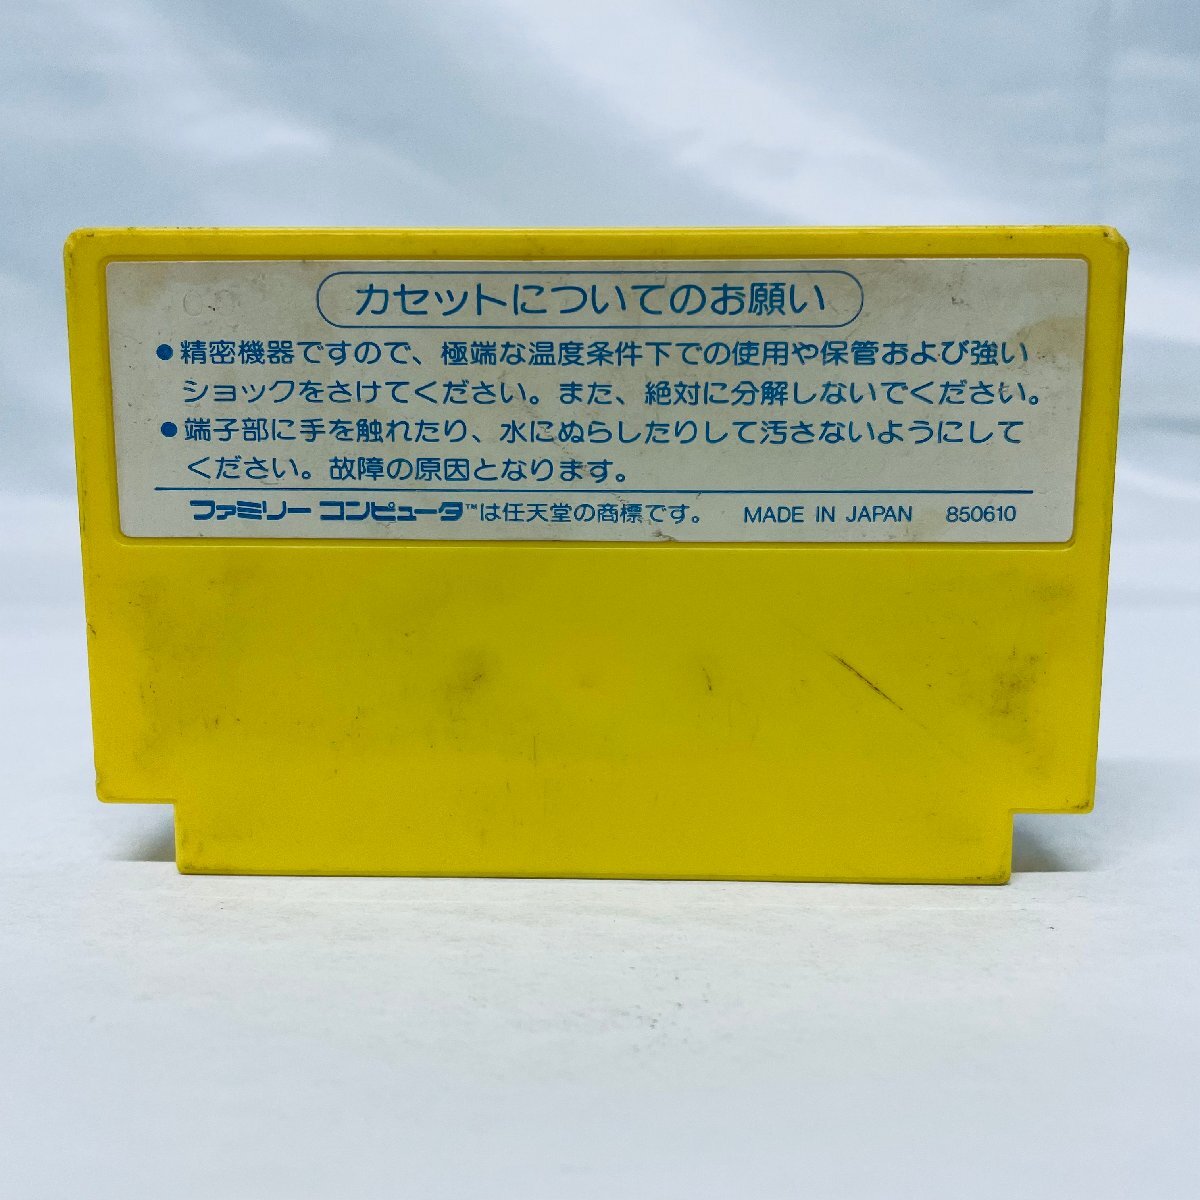 カセットについてのお願い
●精密機器ですので、極端な温度条件下での使用や保管および強い
ショックをさけてください。また、絶対に分解しないでください。
●端子部に手を触れたり、水にぬらしたりして汚さないようにして
ください。故障の原因となります。
ファミリー コンピュータ™は任天堂の商標です。 MADE IN JAPAN 850610